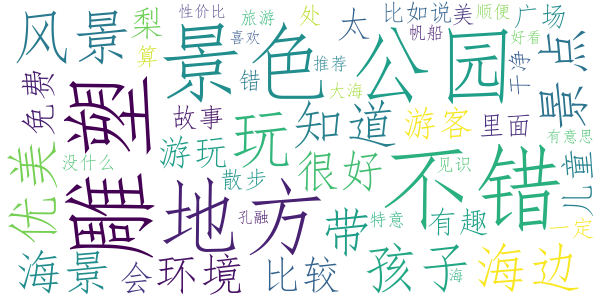 风景
梨
性价比
旅游
处
太
比如说
美
顺便
广场
算
喜欢
景色
公园
帆船
好看
免费
雕塑
错
推荐
大海
干净
景点
故事
玩
知道
游客
里面
有意思
优美
没什么
游玩
散步
很好
不错
见识
儿童
地方
孔融
带
特意
有趣
一定
海景
会
环境
比较
孩子
海
海边